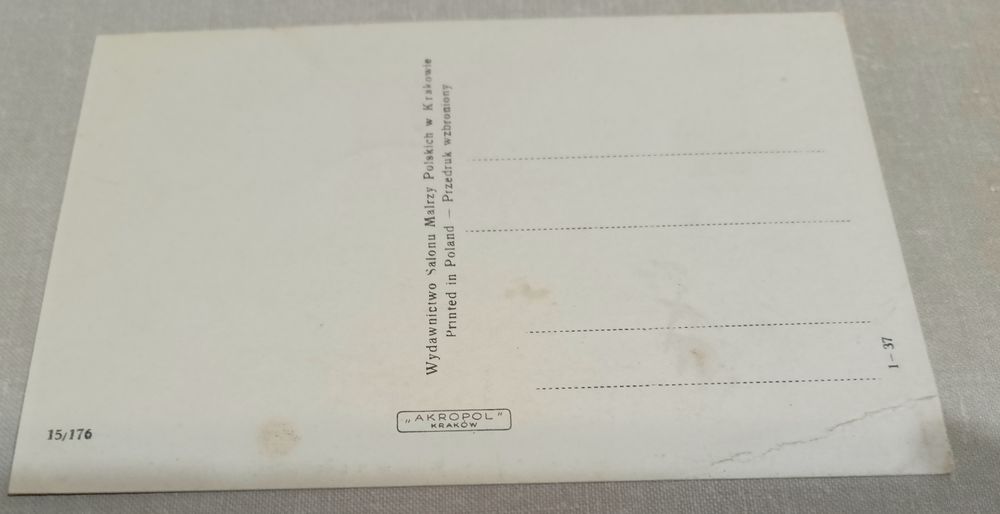 Wydawnictwo Salonu Malrzy Polskich w Krakowie
Printed in Poland — Przedruk wzbroniony
1 – 37
15/176
„AKROPOL"
KRAKÓW